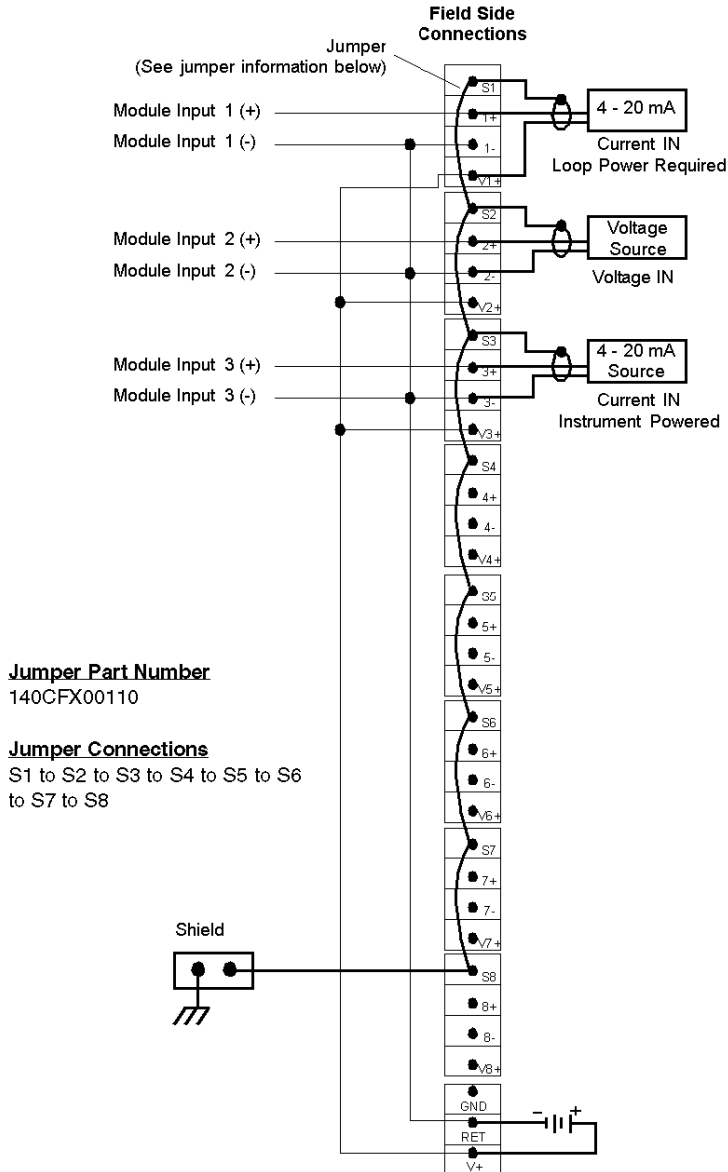 Field Side
Connections
Jumper
(See jumper information below)
S1
Module Input 1 (+)
1+
4 - 20 mA
Module Input 1 (-)
1-
Current IN
Loop Power Required
V1+
S2
Module Input 2 (+)
2+
Voltage
Source
Module Input 2 (-)
2-
Voltage IN
V2+
S3
Module Input 3 (+)
3+
4 - 20 mA
Source
Module Input 3 (-)
3-
Current IN
Instrument Powered
V3+
S4
4+
4-
V4+
S5
5+
5-
V5+
Jumper Part Number
140CFX00110
S6
6+
6-
V6+
Jumper Connections
S1 to S2 to S3 to S4 to S5 to S6
to S7 to S8
S7
7+
7-
V7+
Shield
S8
8+
8-
V8+
GND
- +
RET
V+